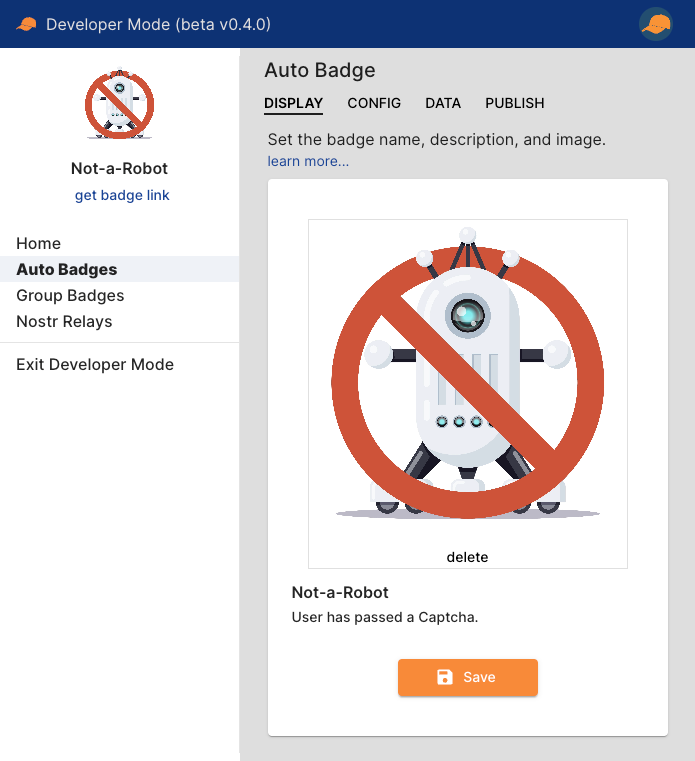 Developer Mode (beta v0.4.0)
Not-a-Robot
get badge link
Home
Auto Badges
Group Badges
Nostr Relays
Exit Developer Mode
Auto Badge
DISPLAY CONFIG DATA PUBLISH
Set the badge name, description, and image.
learn more...
delete
Not-a-Robot
User has passed a Captcha.
Save